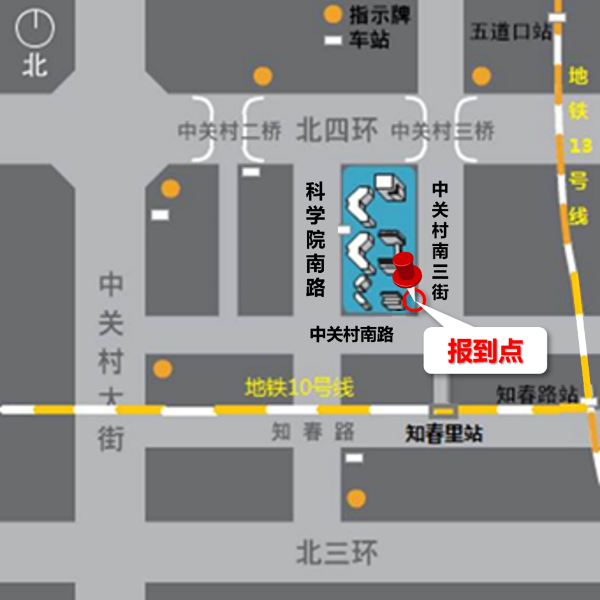 指示牌
车站
北
五道口站
地铁13号线
中关村二桥
北四环
中关村三桥
科学院南路
中关村南三街
中关村大街
中关村南路
报到点
地铁10号线
知春路站
知春路
知春里站
北三环